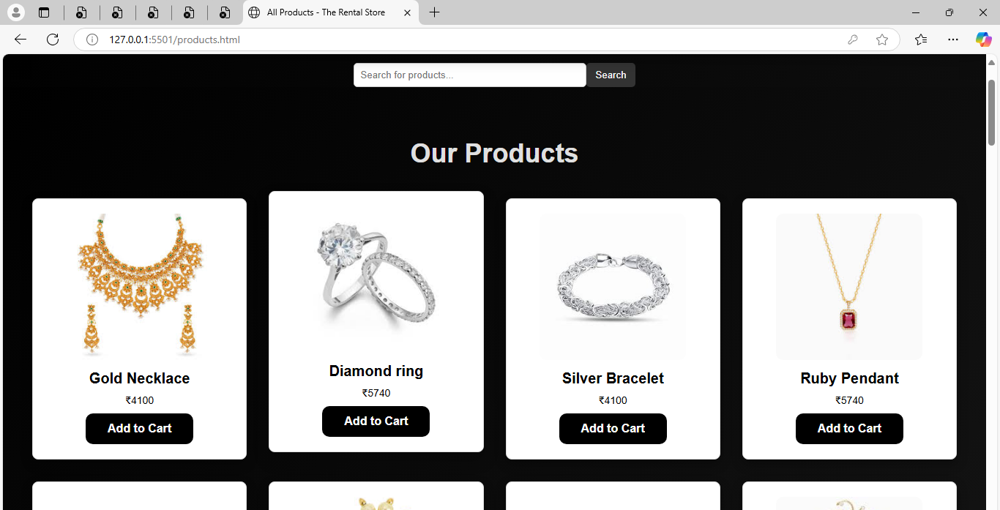 All Products - The Rental Store
127.0.0.1:5501/products.html
Search for products...
Search
Our Products
Gold Necklace
₹4100
Add to Cart
Diamond ring
₹5740
Add to Cart
Silver Bracelet
₹4100
Add to Cart
Ruby Pendant
₹5740
Add to Cart